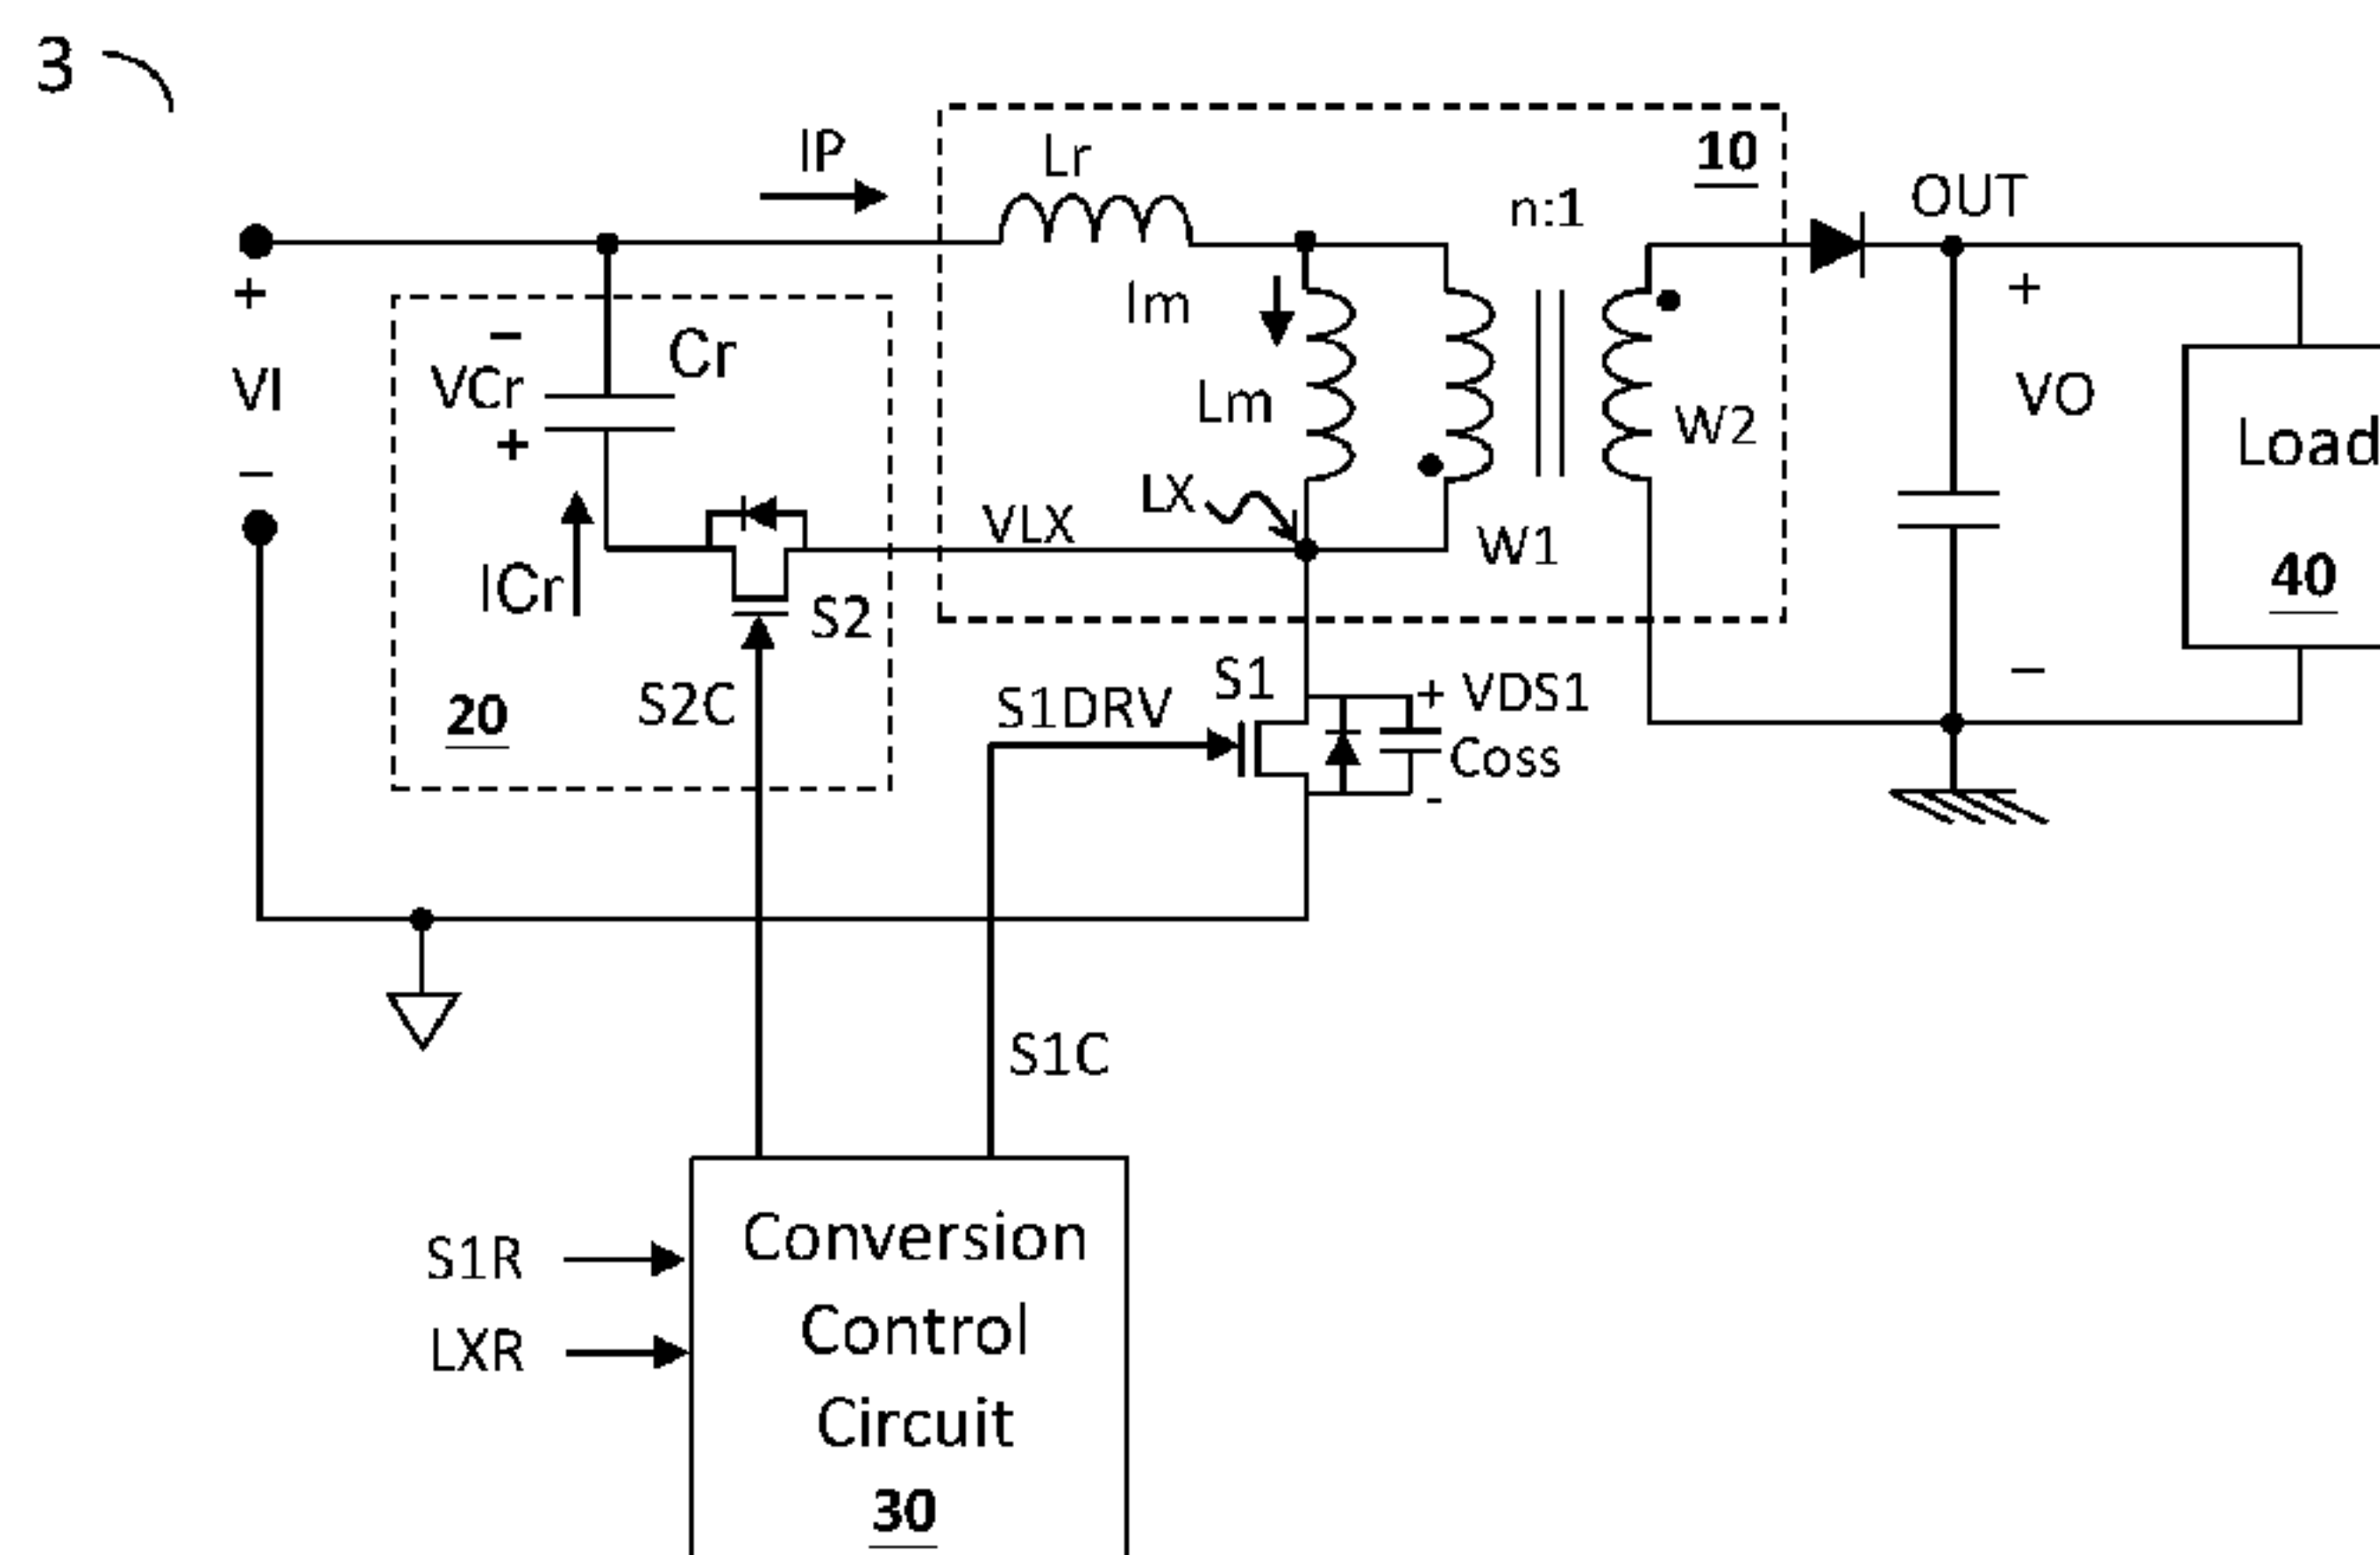 3
IP
Lr
10
n:1
OUT
+
VI
−
−
VCr
+
Cr
Im
Lm
W2
+
VO
−
Load
40
LX
VLX
W1
ICr
S2
S2C
20
S1
S1DRV
+ VDS1
Coss
-
S1C
S1R
LXR
Conversion
Control
Circuit
30